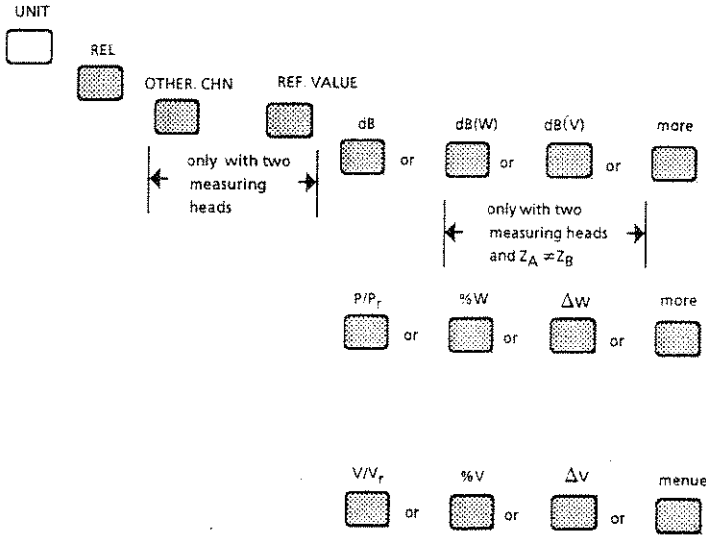 UNIT
REL
OTHER. CHN REF. VALUE
dB dB(W) dB(V) more
or or or
only with two
measuring
heads
only with two
measuring heads
and Z_A ≠ Z_B
P/P_r %W ΔW more
or or or
V/V_r %V ΔV menue
or or or